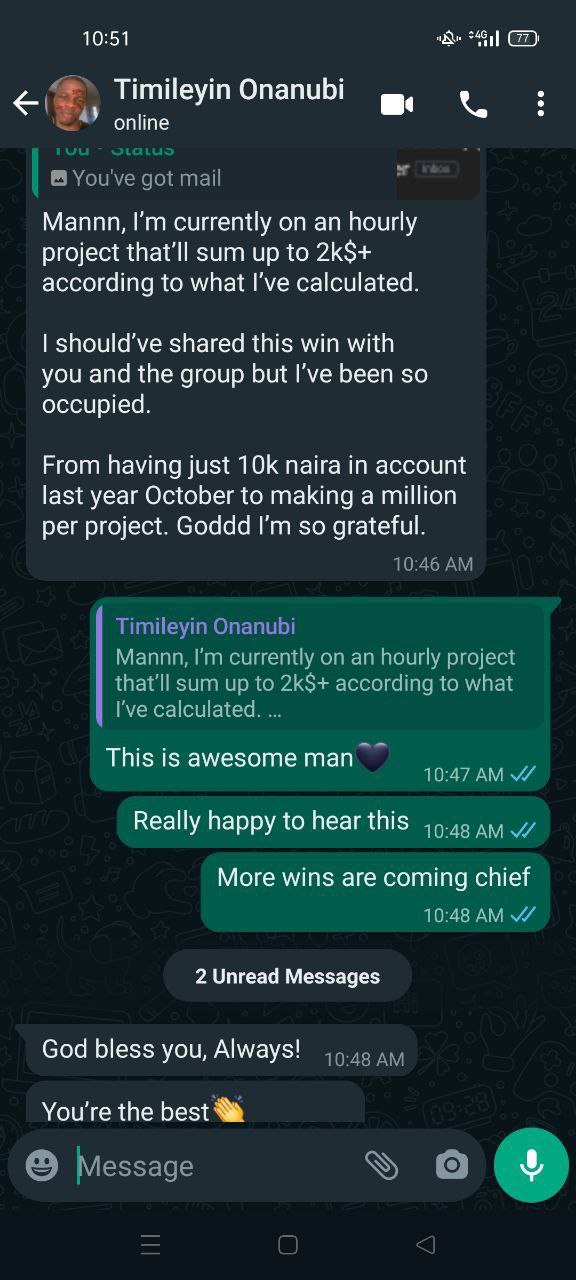 10:51
4G
77
Timileyin Onanubi
online
You • Status
You've got mail
Inbox
Mannn, I'm currently on an hourly
project that'll sum up to 2k$+
according to what I've calculated.
I should've shared this win with
you and the group but I've been so
occupied.
From having just 10k naira in account
last year October to making a million
per project. Goddd I'm so grateful.
10:46 AM
Timileyin Onanubi
Mannn, I'm currently on an hourly project
that'll sum up to 2k$+ according to what
I've calculated. ...
This is awesome man🖤
10:47 AM
Really happy to hear this
10:48 AM
More wins are coming chief
10:48 AM
2 Unread Messages
God bless you, Always!
10:48 AM
You're the best👏
Message